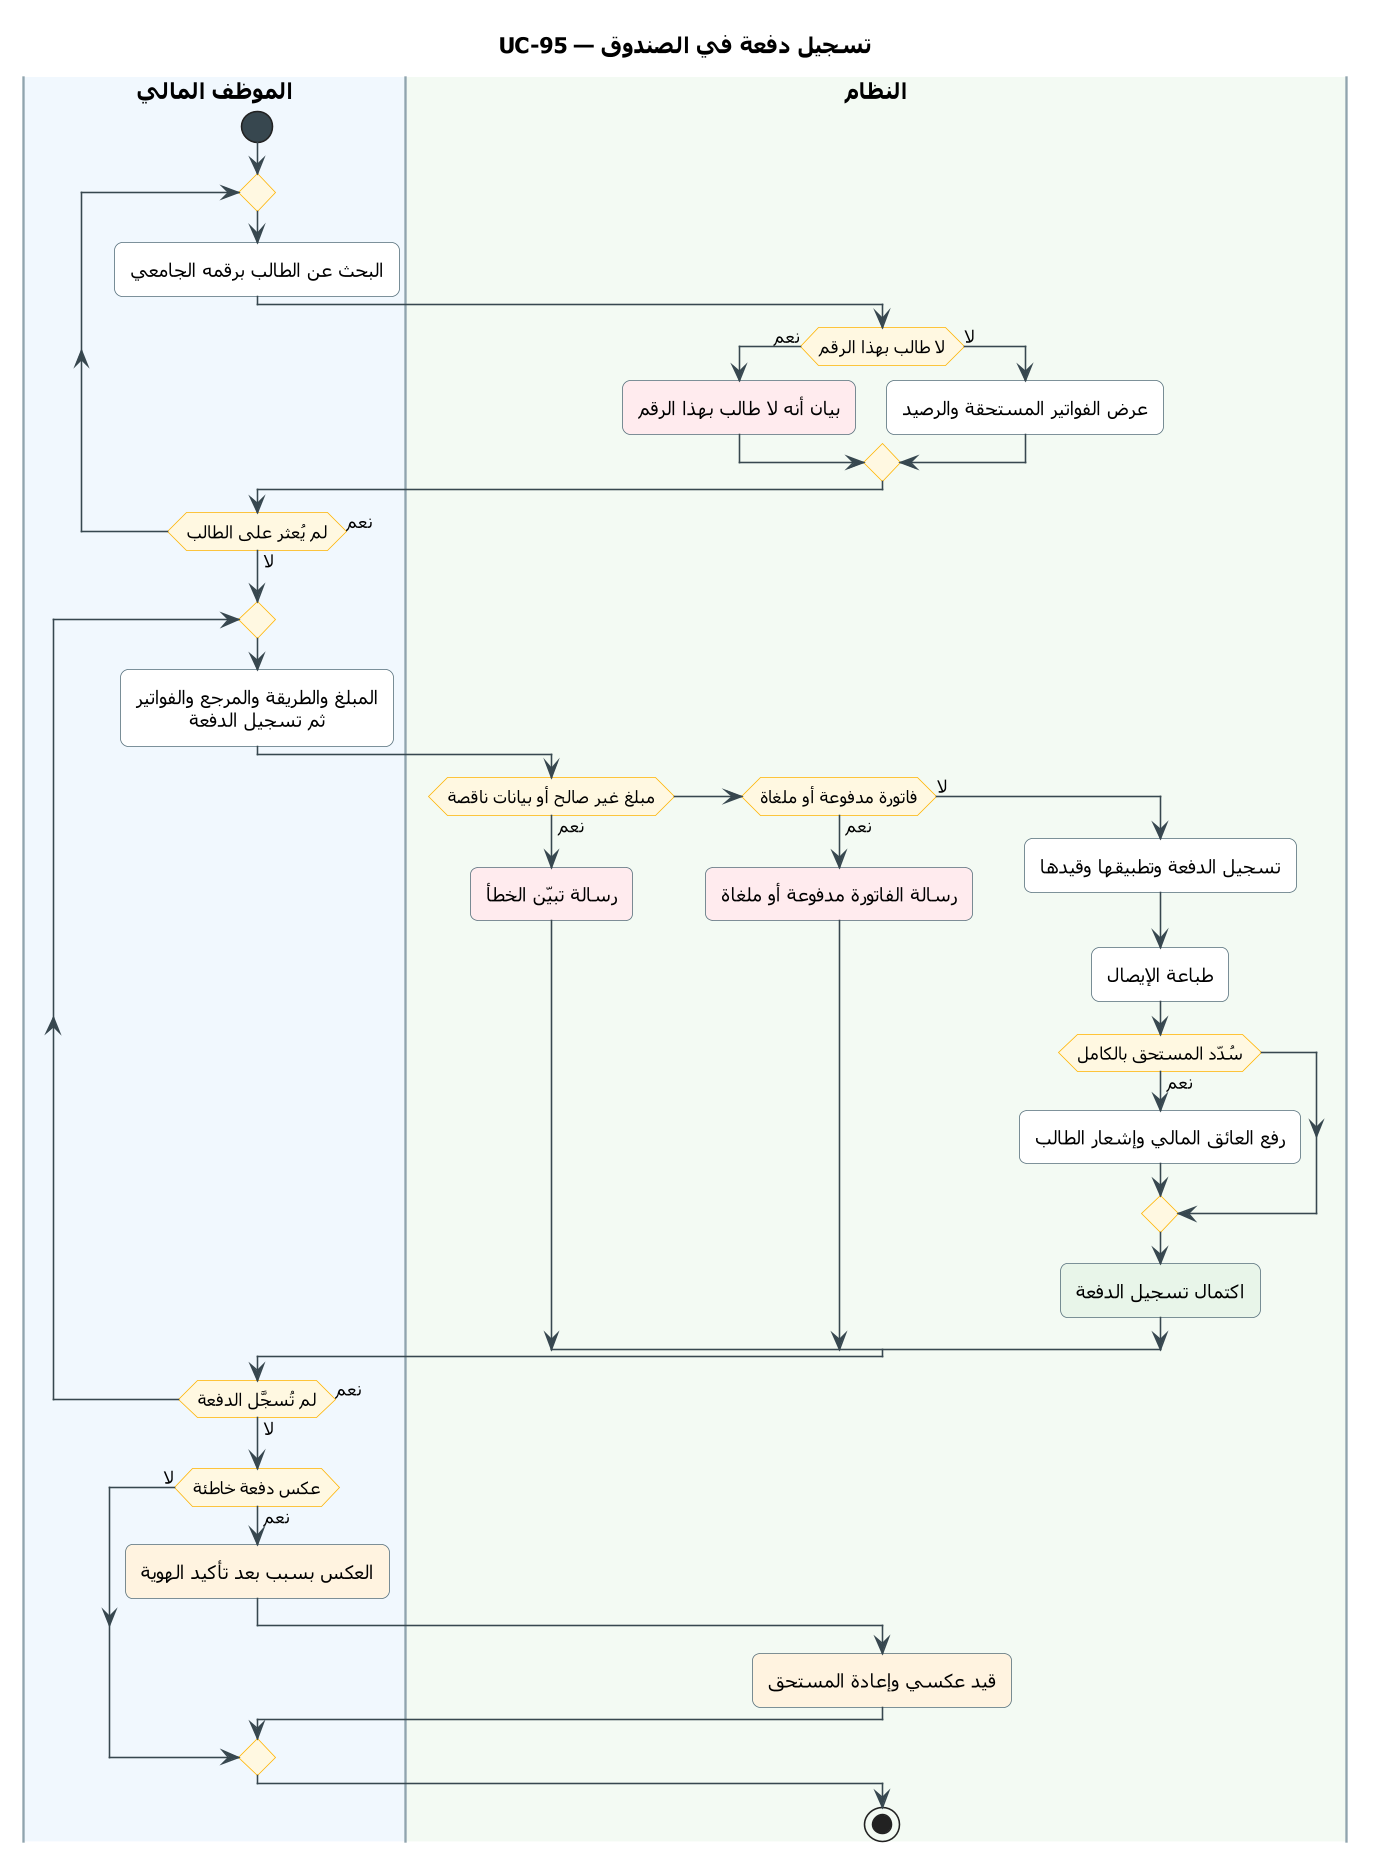 تسجيل دفعة في الصندوق — UC-95
الموظف المالي
النظام
البحث عن الطالب برقمه الجامعي
لا طالب بهذا الرقم
نعم
لا
بيان أنه لا طالب بهذا الرقم
عرض الفواتير المستحقة والرصيد
لم يُعثر على الطالب
نعم
لا
المبلغ والطريقة والمرجع والفواتير
ثم تسجيل الدفعة
مبلغ غير صالح أو بيانات ناقصة
نعم
فاتورة مدفوعة أو ملغاة
لا
نعم
رسالة تبيّن الخطأ
رسالة الفاتورة مدفوعة أو ملغاة
تسجيل الدفعة وتطبيقها وقيدها
طباعة الإيصال
سُدّد المستحق بالكامل
نعم
رفع العائق المالي وإشعار الطالب
اكتمال تسجيل الدفعة
لم تُسجَّل الدفعة
نعم
لا
عكس دفعة خاطئة
لا
نعم
العكس بسبب بعد تأكيد الهوية
قيد عكسي وإعادة المستحق